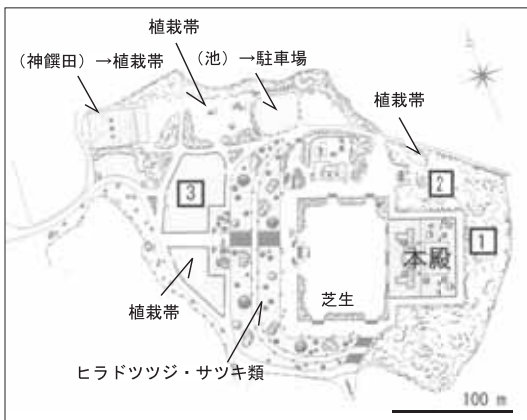 植栽帯
（神饌田）→植栽帯
（池）→駐車場
植栽帯
3
2
1
本殿
芝生
植栽帯
ヒラドツツジ・サツキ類
100 m